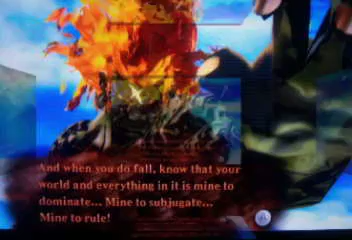 And when you do fall, know that your
world and everything in it is mine to
dominate... Mine to subjugate...
Mine to rule!